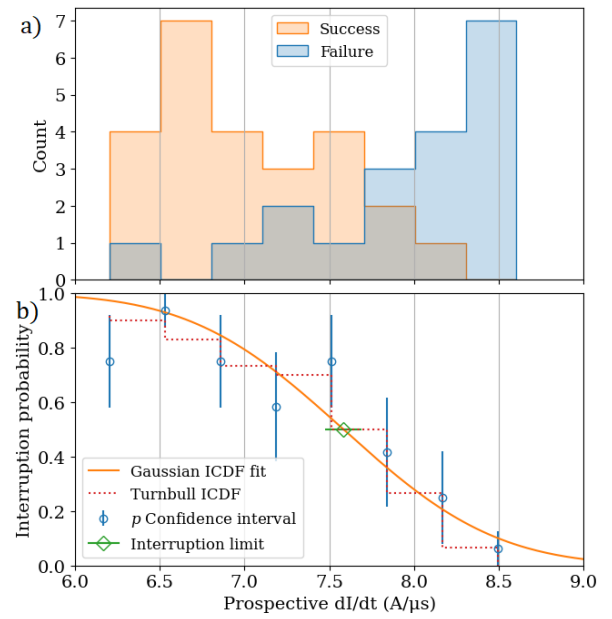 a)
7
6
5
4
3
2
1
0
Count
Success
Failure
b)
1.0
0.8
0.6
0.4
0.2
0.0
Interruption probability
Gaussian ICDF fit
Turnbull ICDF
p Confidence interval
Interruption limit
6.0 6.5 7.0 7.5 8.0 8.5 9.0
Prospective dI/dt (A/µs)